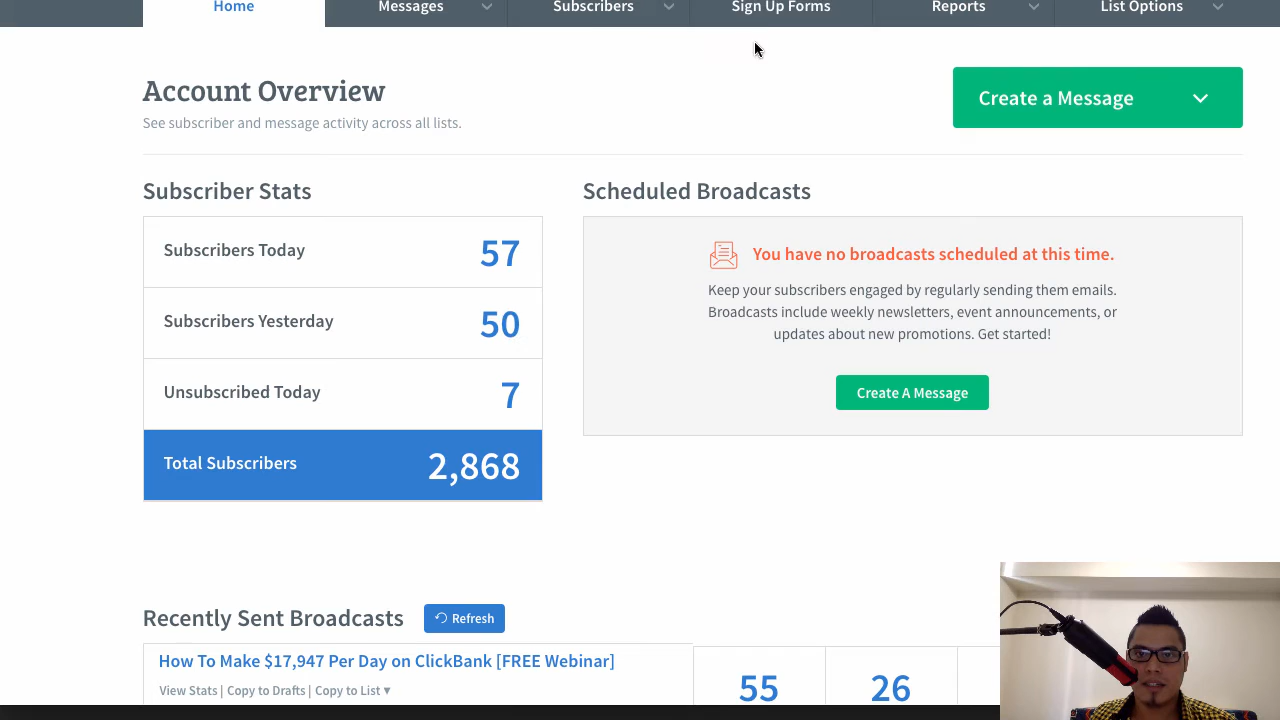 Home Messages Subscribers Sign Up Forms Reports List Options
Account Overview
See subscriber and message activity across all lists.
Create a Message
Subscriber Stats
Subscribers Today 57
Subscribers Yesterday 50
Unsubscribed Today 7
Total Subscribers 2,868
Scheduled Broadcasts
You have no broadcasts scheduled at this time.
Keep your subscribers engaged by regularly sending them emails.
Broadcasts include weekly newsletters, event announcements, or
updates about new promotions. Get started!
Create A Message
Recently Sent Broadcasts Refresh
How To Make $17,947 Per Day on ClickBank [FREE Webinar]
View Stats | Copy to Drafts | Copy to List ▾
55 26